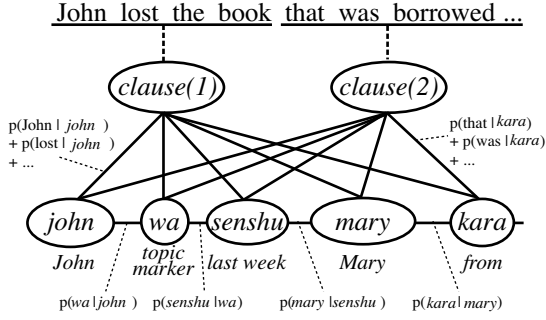 John lost the book that was borrowed ...
clause(1) clause(2)
p(John | john )
+ p(lost | john )
+ ...
p(that | kara)
+ p(was | kara)
+ ...
john wa senshu mary kara
John topic marker last week Mary from
p(wa | john ) p(senshu | wa) p(mary | senshu ) p(kara | mary)